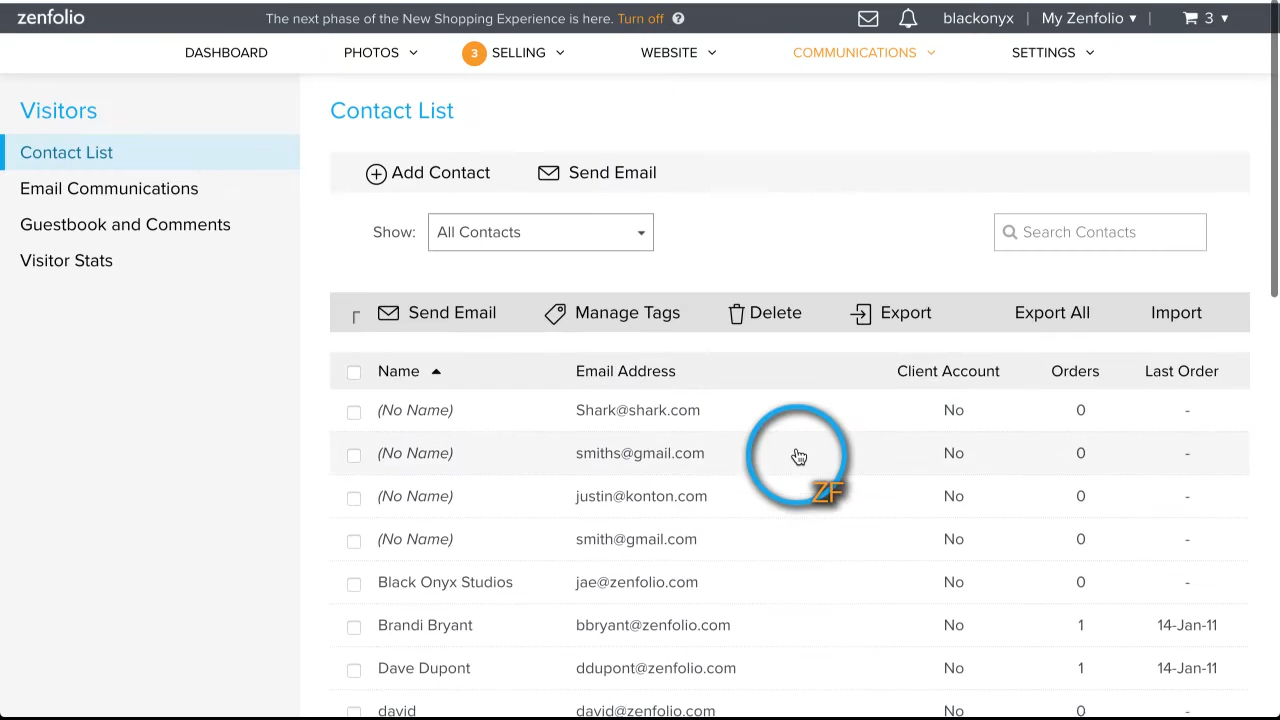 zenfolio
The next phase of the New Shopping Experience is here. Turn off ?
blackonyx | My Zenfolio ▼ | 3 ▼
DASHBOARD PHOTOS 3 SELLING WEBSITE COMMUNICATIONS SETTINGS
Visitors
Contact List
Email Communications
Guestbook and Comments
Visitor Stats
Contact List
Add Contact Send Email
Show: All Contacts Search Contacts
Send Email Manage Tags Delete Export Export All Import
Name Email Address Client Account Orders Last Order
(No Name) Shark@shark.com No 0 -
(No Name) smiths@gmail.com No 0 -
(No Name) justin@konton.com No 0 -
(No Name) smith@gmail.com No 0 -
Black Onyx Studios jae@zenfolio.com No 0 -
Brandi Bryant bbryant@zenfolio.com No 1 14-Jan-11
Dave Dupont ddupont@zenfolio.com No 1 14-Jan-11
david david@zenfolio.com No 0 -
ZF